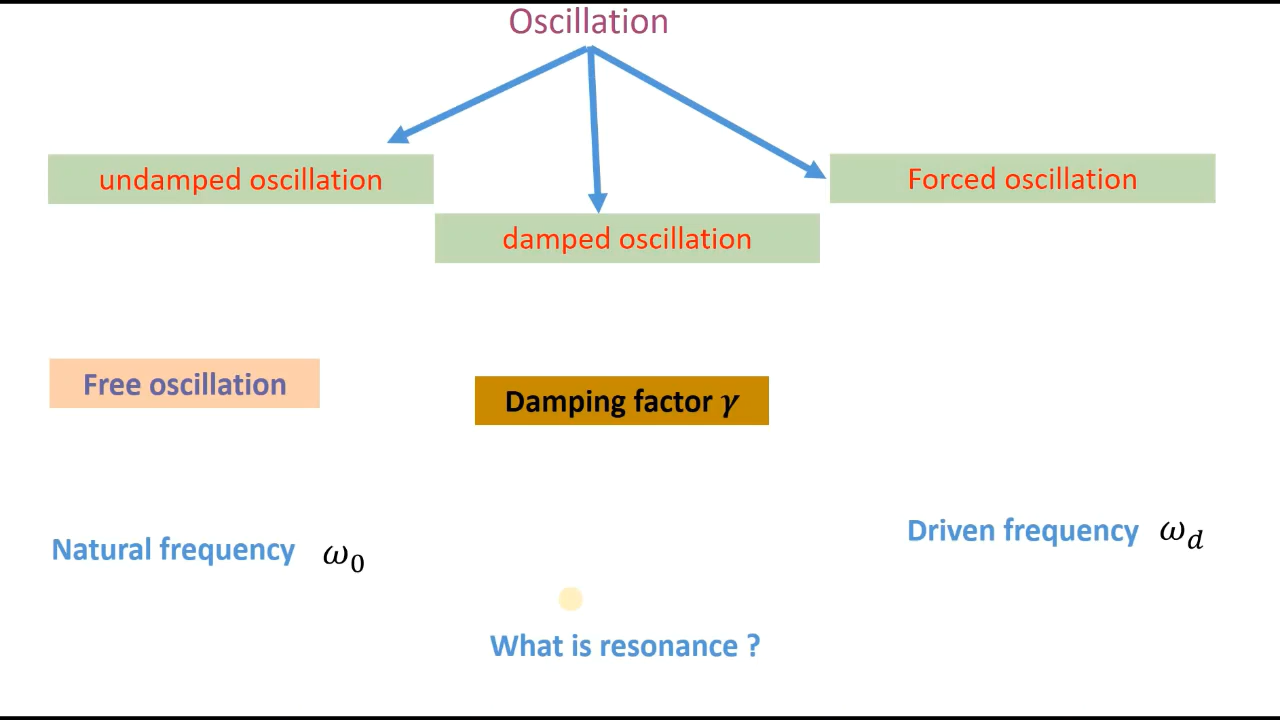 Oscillation
undamped oscillation
Forced oscillation
damped oscillation
Free oscillation
Damping factor γ
Natural frequency ω₀
Driven frequency ω_d
What is resonance ?